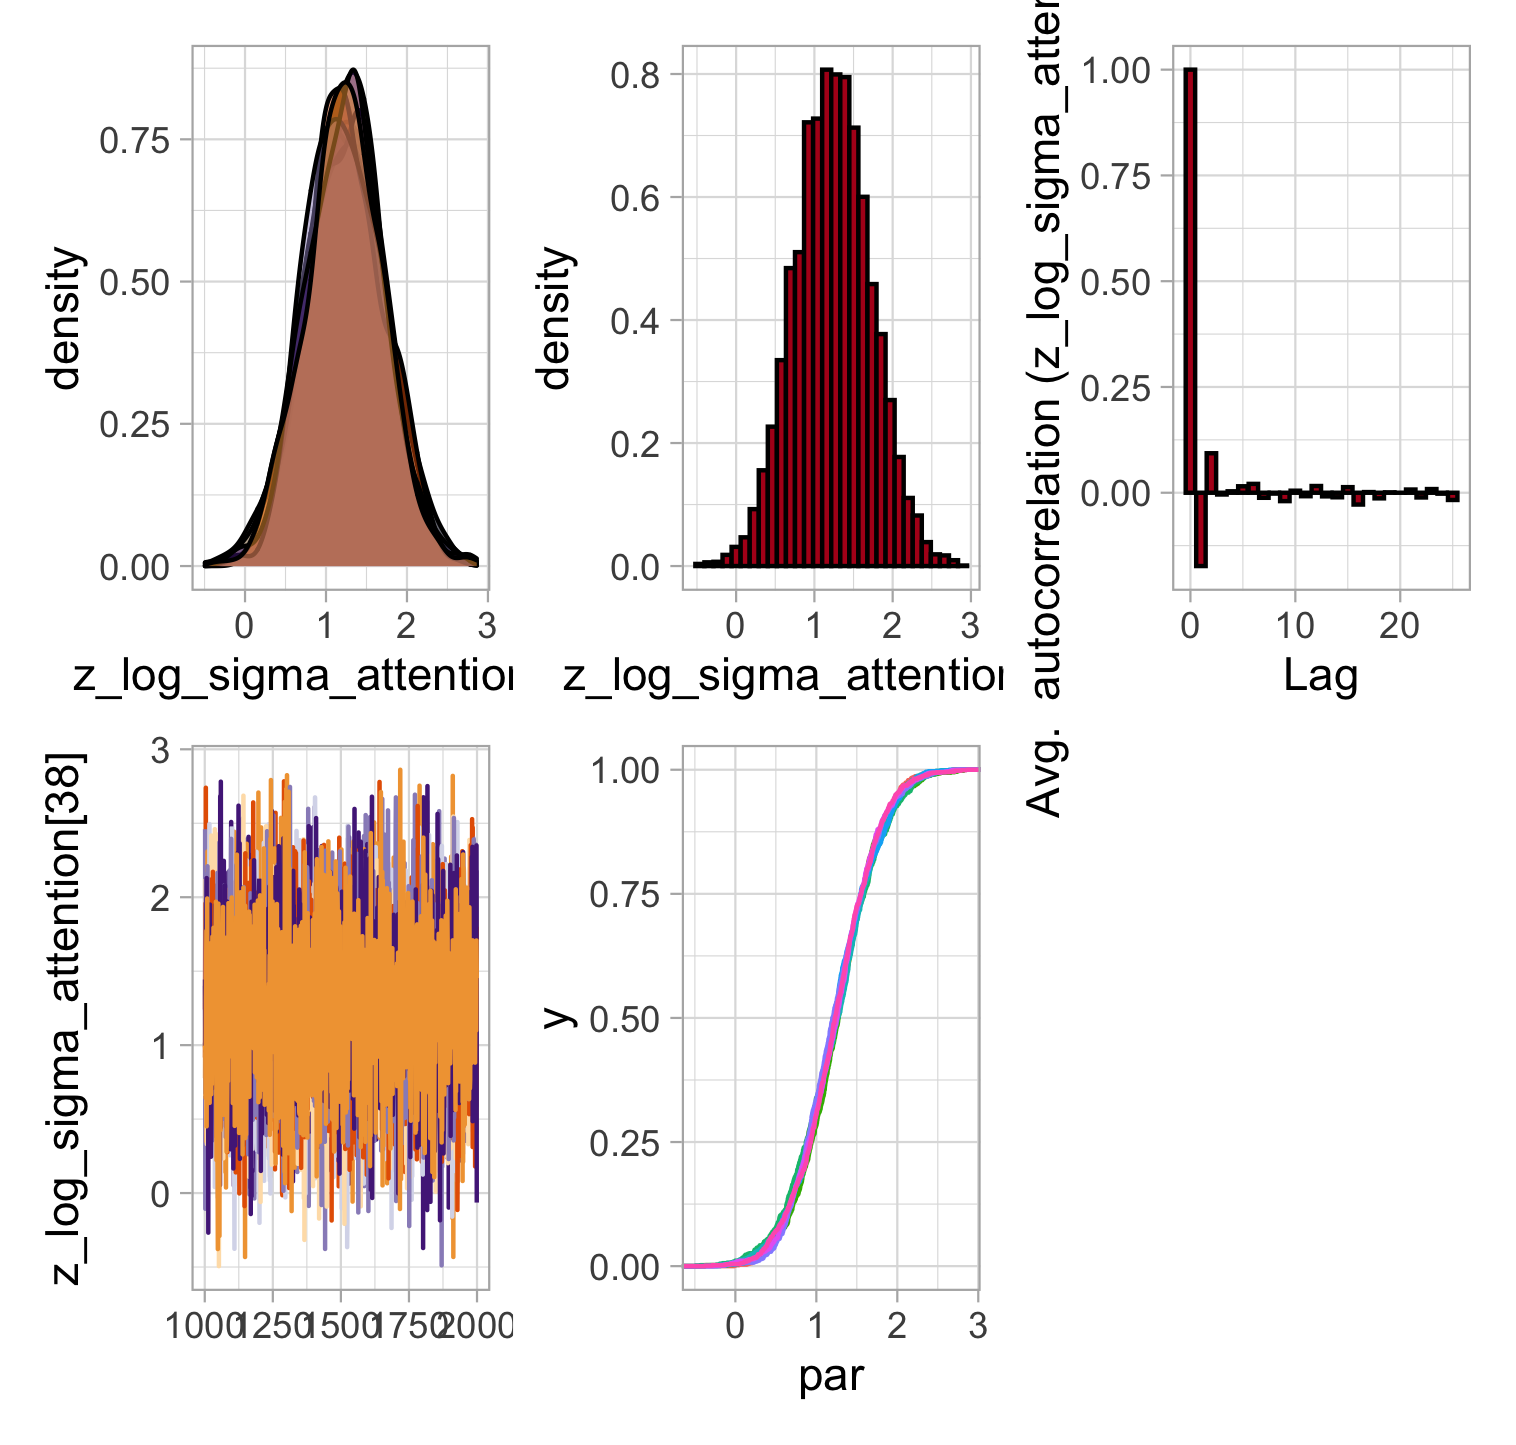 density
0.75
0.50
0.25
0.00
0 1 2 3
z_log_sigma_attention
density
0.8
0.6
0.4
0.2
0.0
0 1 2 3
z_log_sigma_attention
Avg. autocorrelation (z_log_sigma_atten
1.00
0.75
0.50
0.25
0.00
0 10 20
Lag
z_log_sigma_attention[38]
3
2
1
0
1000 1250 1500 1750 2000
y
1.00
0.75
0.50
0.25
0.00
0 1 2 3
par